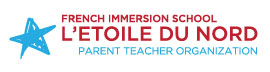 FRENCH IMMERSION SCHOOL
L'ETOILE DU NORD
PARENT TEACHER ORGANIZATION